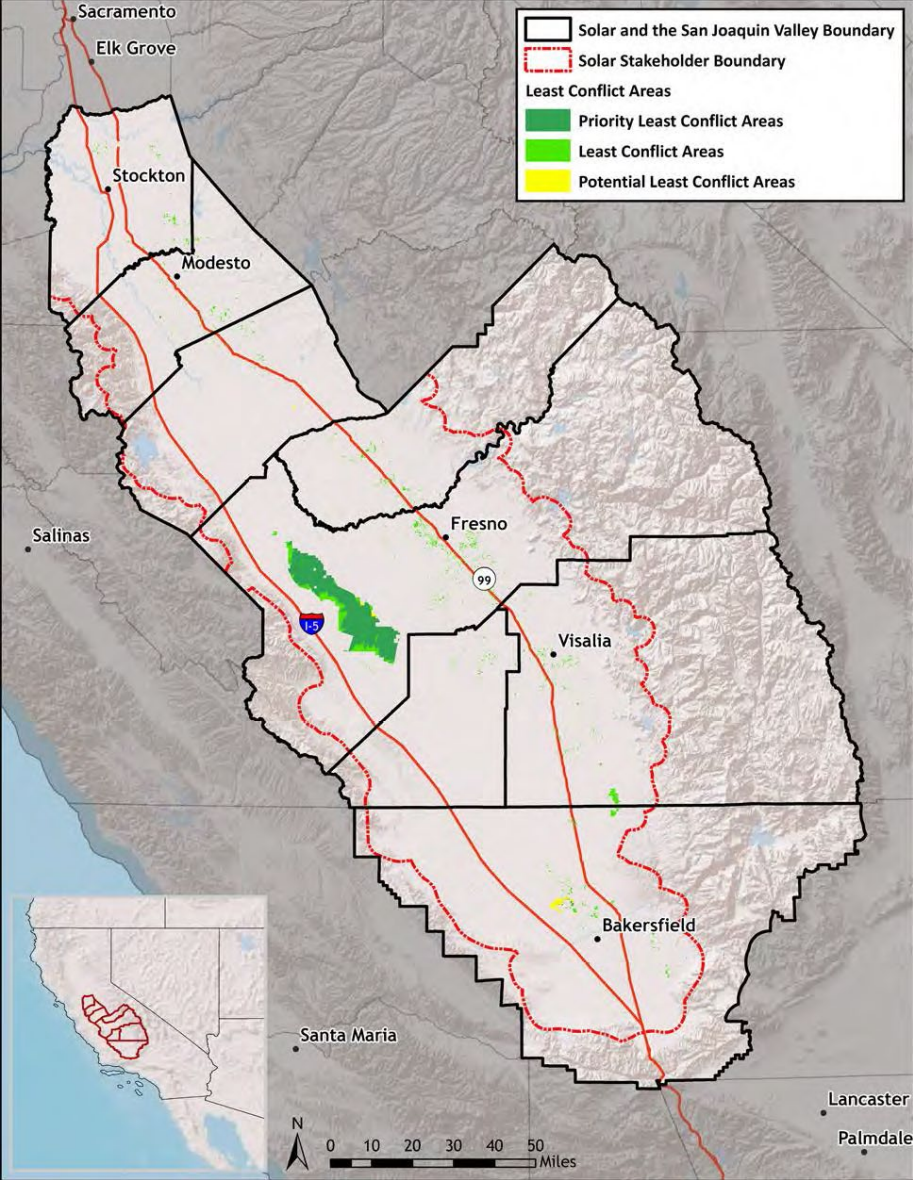 Sacramento
Elk Grove
Solar and the San Joaquin Valley Boundary
Solar Stakeholder Boundary
Least Conflict Areas
Priority Least Conflict Areas
Least Conflict Areas
Potential Least Conflict Areas
Stockton
Modesto
Salinas
Fresno
99
I-5
Visalia
Bakersfield
Santa Maria
Lancaster
Palmdale
N
0 10 20 30 40 50
Miles